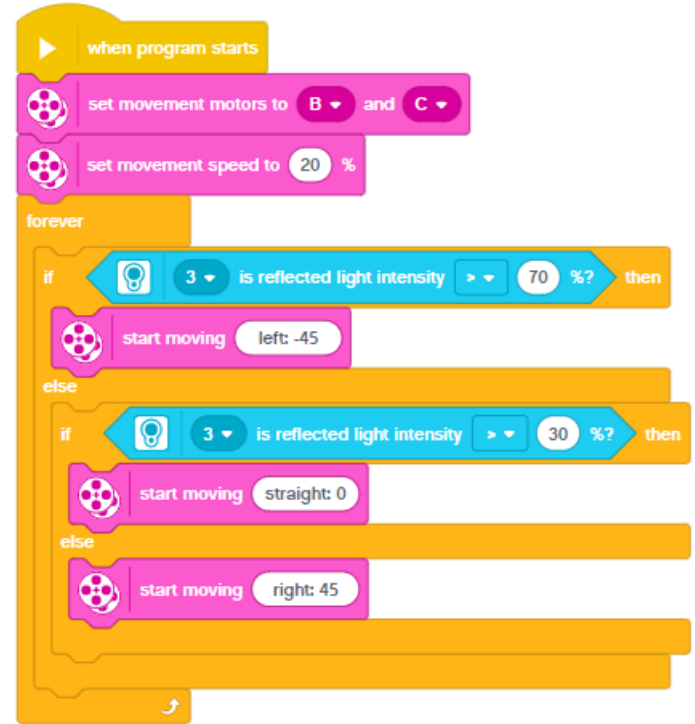 when program starts
set movement motors to B and C
set movement speed to 20 %
forever
if 3 is reflected light intensity > 70 %? then
start moving left: -45
else
if 3 is reflected light intensity > 30 %? then
start moving straight: 0
else
start moving right: 45